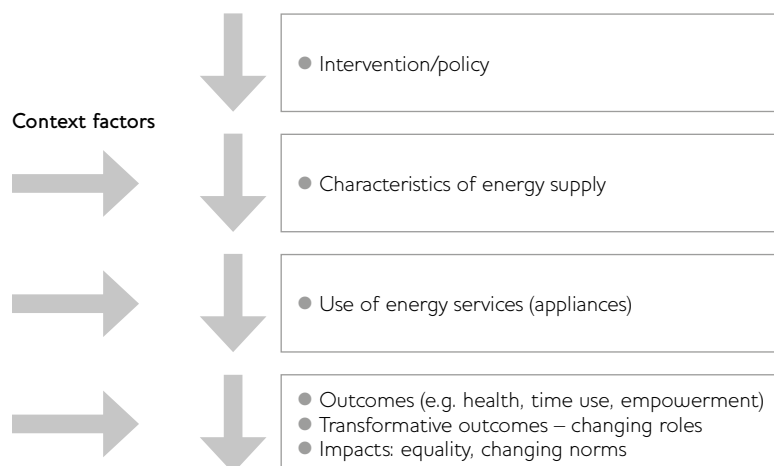 ● Intervention/policy
Context factors
● Characteristics of energy supply
● Use of energy services (appliances)
● Outcomes (e.g. health, time use, empowerment)
● Transformative outcomes – changing roles
● Impacts: equality, changing norms